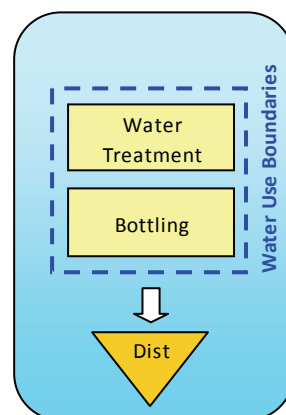 Water
Treatment
Bottling
Water Use Boundaries
Dist